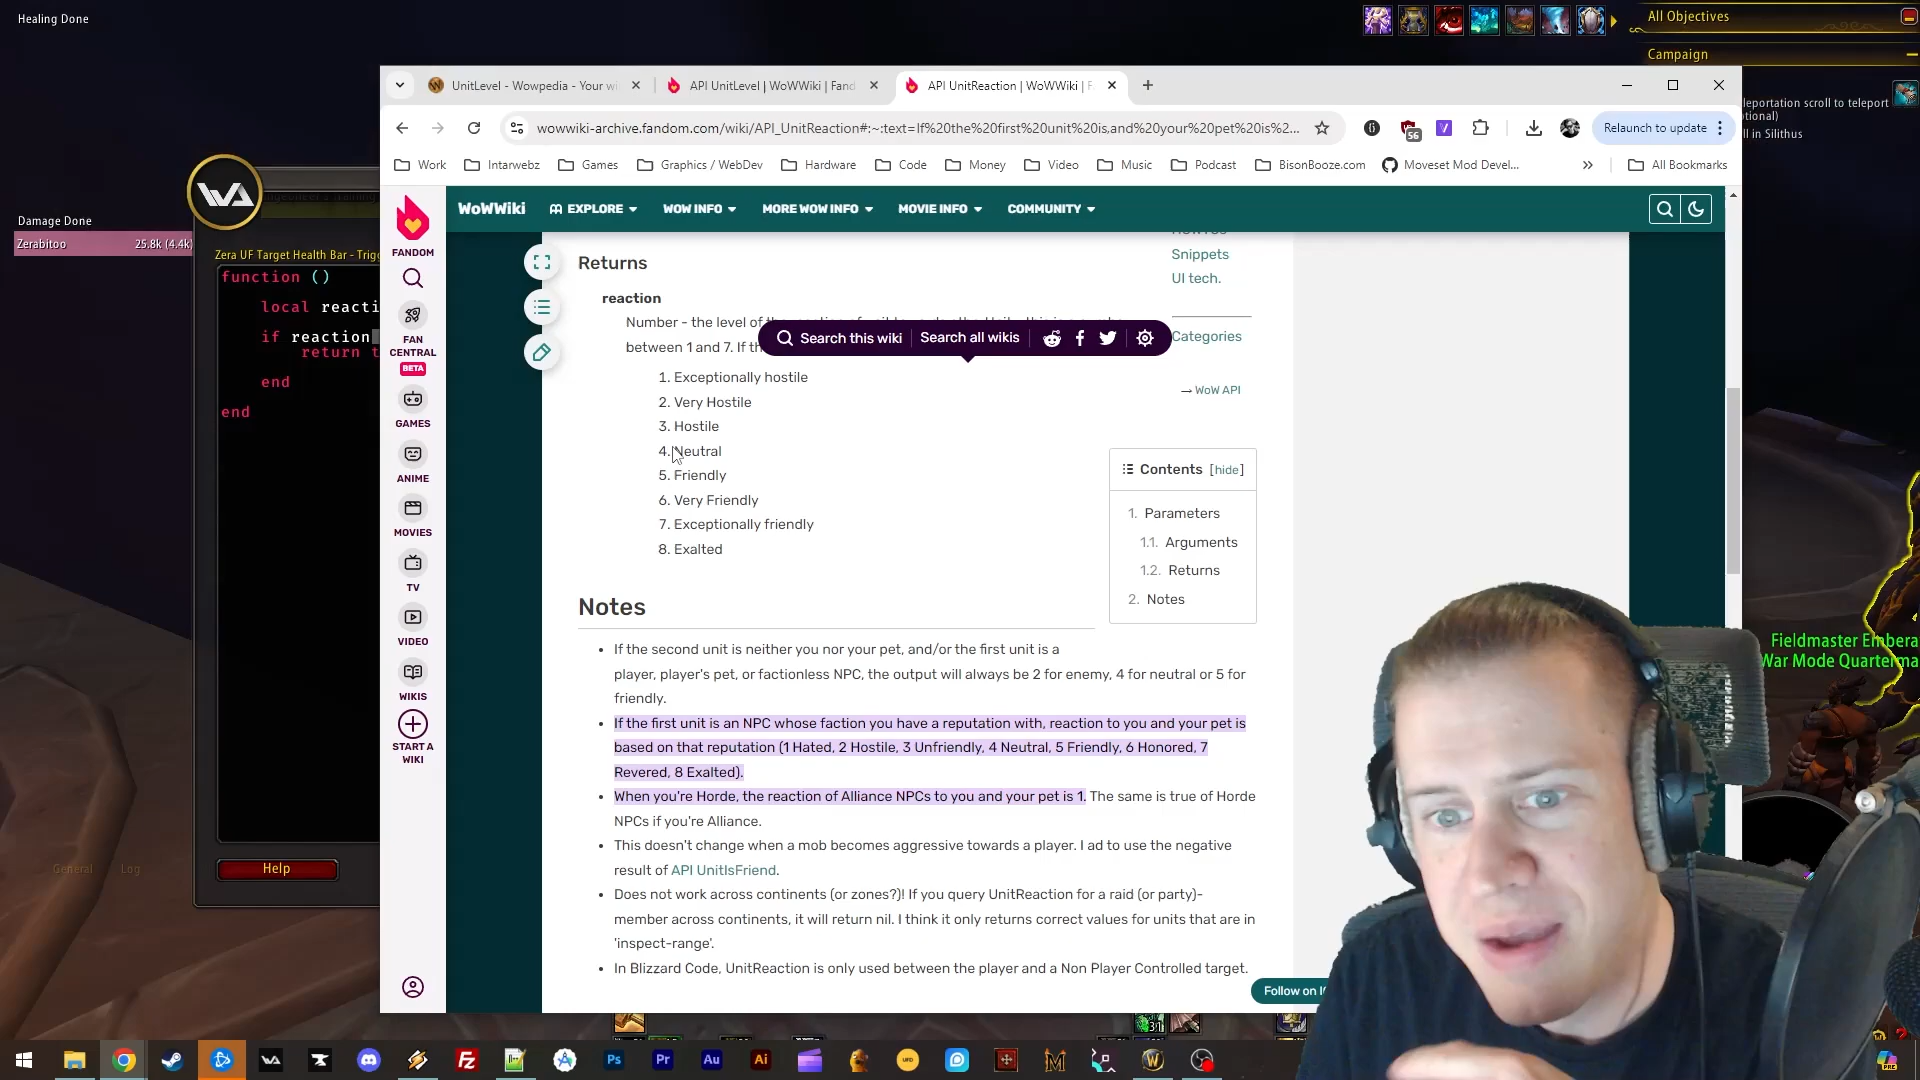 Healing Done
All Objectives
Campaign
UnitLevel - Wowpedia - Your wi
API UnitLevel | WoWWiki | Fand
API UnitReaction | WoWWiki | F
leportation scroll to teleport
tional)
ll in Silithus
wowwiki-archive.fandom.com/wiki/API_UnitReaction#:~:text=If%20the%20first%20unit%20is,and%20your%20pet%20is%2...
56
Relaunch to update
Work
Intarwebz
Games
Graphics / WebDev
Hardware
Code
Money
Video
Music
Podcast
BisonBooze.com
Moveset Mod Devel...
All Bookmarks
WoWWiki
EXPLORE
WOW INFO
MORE WOW INFO
MOVIE INFO
COMMUNITY
Damage Done
Zerabitoo 25.8k (4.4k)
Zera UF Target Health Bar - Trigg
function ()
local reacti
if reaction
return t
end
end
Help
General
Log
FANDOM
FAN CENTRAL
BETA
GAMES
ANIME
MOVIES
TV
VIDEO
WIKIS
START A WIKI
Snippets
UI tech.
Categories
→ WoW API
Returns
reaction
Number - the level of
between 1 and 7. If th
Search this wiki
Search all wikis
1. Exceptionally hostile
2. Very Hostile
3. Hostile
4. Neutral
5. Friendly
6. Very Friendly
7. Exceptionally friendly
8. Exalted
Contents [hide]
1. Parameters
1.1. Arguments
1.2. Returns
2. Notes
Notes
If the second unit is neither you nor your pet, and/or the first unit is a
player, player's pet, or factionless NPC, the output will always be 2 for enemy, 4 for neutral or 5 for
friendly.
If the first unit is an NPC whose faction you have a reputation with, reaction to you and your pet is
based on that reputation (1 Hated, 2 Hostile, 3 Unfriendly, 4 Neutral, 5 Friendly, 6 Honored, 7
Revered, 8 Exalted).
When you're Horde, the reaction of Alliance NPCs to you and your pet is 1. The same is true of Horde
NPCs if you're Alliance.
This doesn't change when a mob becomes aggressive towards a player. I ad to use the negative
result of API UnitIsFriend.
Does not work across continents (or zones?)! If you query UnitReaction for a raid (or party)-
member across continents, it will return nil. I think it only returns correct values for units that are in
'inspect-range'.
In Blizzard Code, UnitReaction is only used between the player and a Non Player Controlled target.
Follow on I
Fieldmaster Embera
War Mode Quarterma